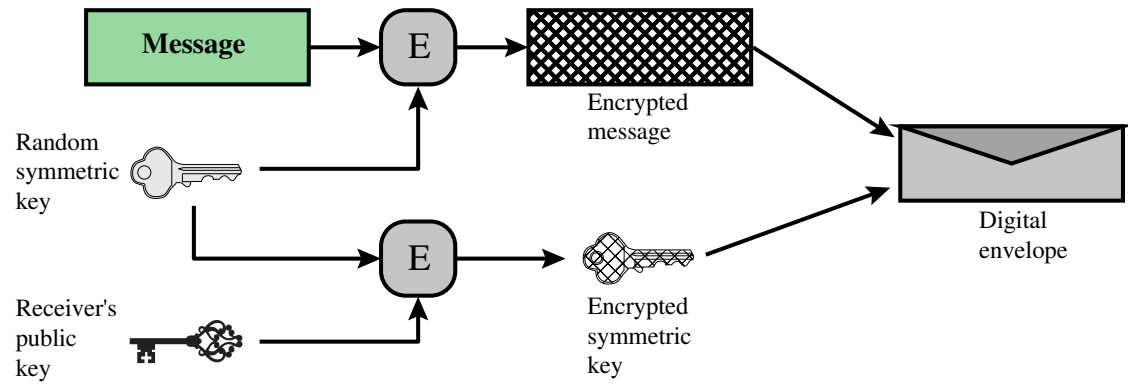 Message
E
Encrypted
message
Random
symmetric
key
E
Digital
envelope
Receiver's
public
key
Encrypted
symmetric
key